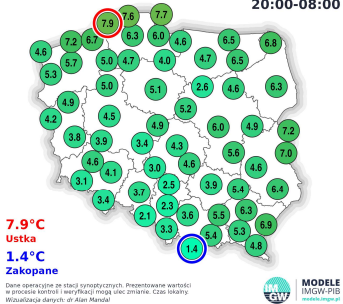 20:00-08:00
7.9 7.6 7.7
4.6 7.2 6.7 6.3 6.0 4.6 6.5 6.8
5.3 5.7 5.0 4.7 4.0 4.7 6.5
4.9 5.0 5.1 2.6 4.6 6.3
4.2 4.5 5.2
3.8 3.9 4.9 6.0 4.9 7.2
4.6 3.4 4.3 5.6 7.0
3.1 4.1 3.0 4.6
3.4 3.7 2.5 3.9 5.4 6.4
2.1 2.3 3.6 5.5 6.3
3.3 5.4 5.3 6.9
1.4 4.8
7.9°C
Ustka
1.4°C
Zakopane
Dane operacyjne ze stacji synoptycznych. Prezentowane wartości
w procesie kontroli i weryfikacji mogą ulec zmianie. Czas lokalny.
Wizualizacja danych: dr Alan Mandal
IM
GW
MODELE
IMGW-PIB
modele.imgw.pl